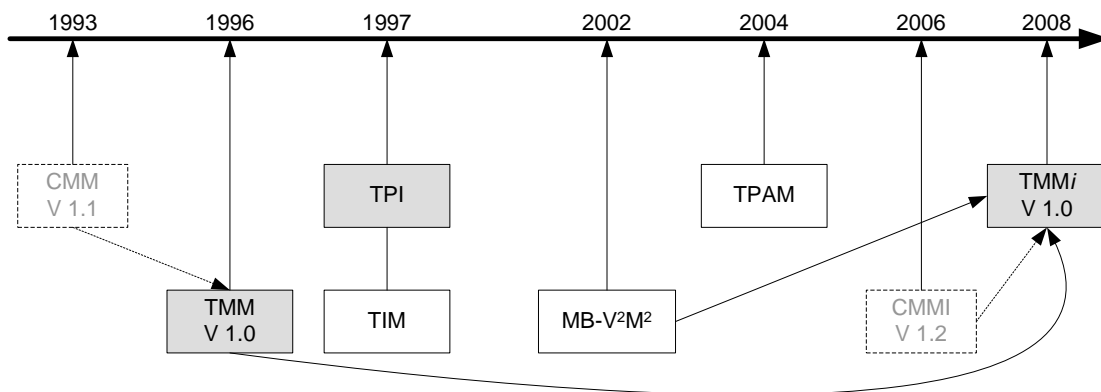 1993 1996 1997 2002 2004 2006 2008
CMM
V 1.1
TPI
TPAM
TMMi
V 1.0
TMM
V 1.0
TIM
MB-V²M²
CMMI
V 1.2